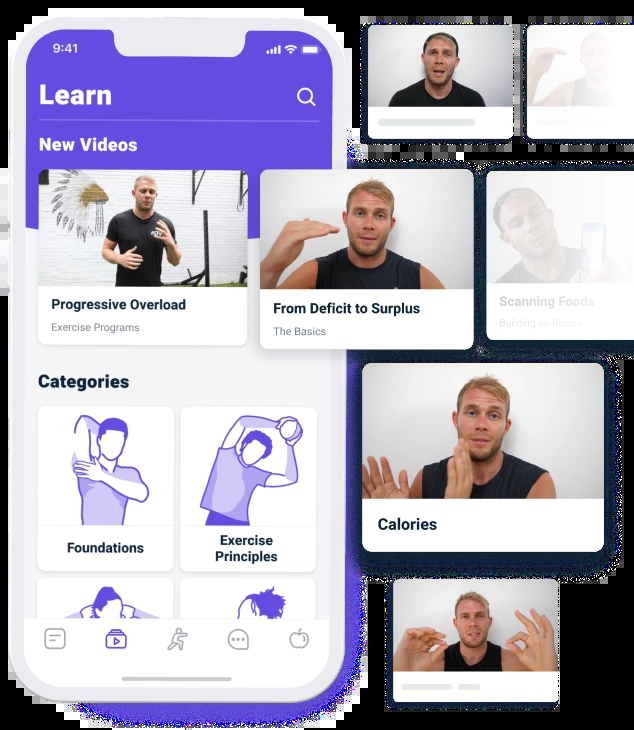 9:41
Learn
New Videos
Progressive Overload
Exercise Programs
From Deficit to Surplus
The Basics
Scanning Foods
Building on Basics
Categories
Calories
Foundations
Exercise
Principles